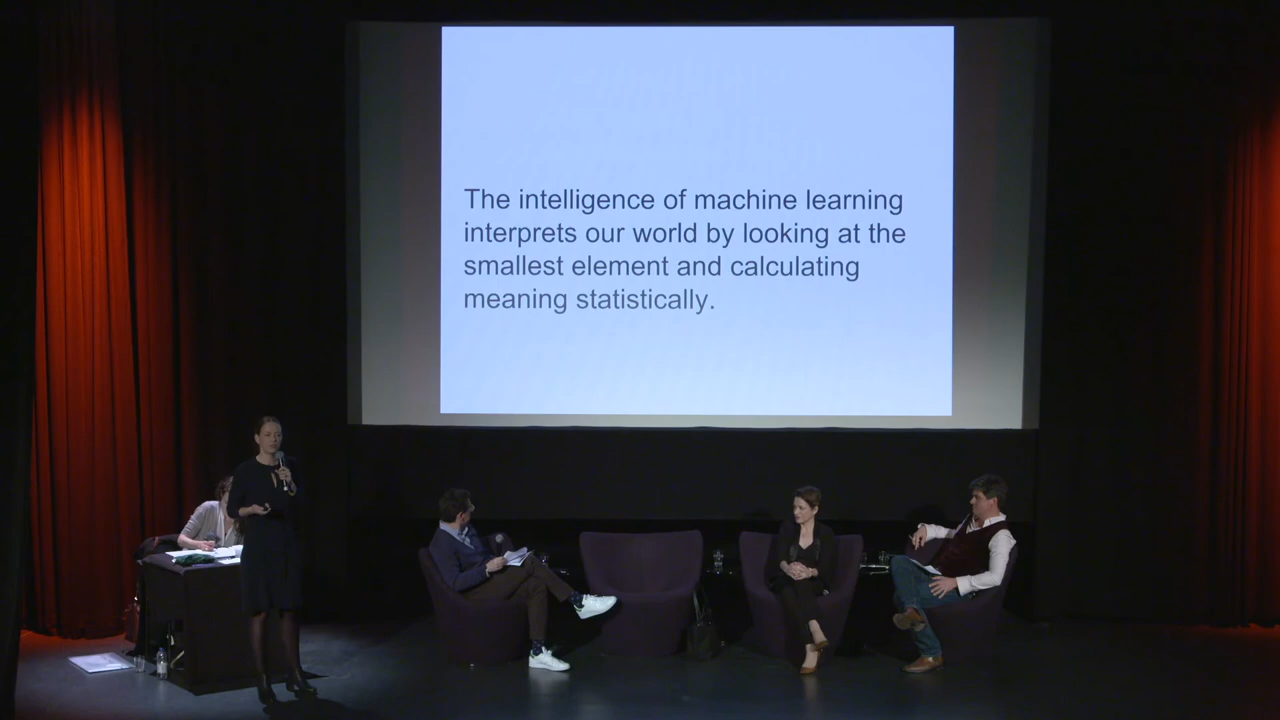 The intelligence of machine learning
interprets our world by looking at the
smallest element and calculating
meaning statistically.